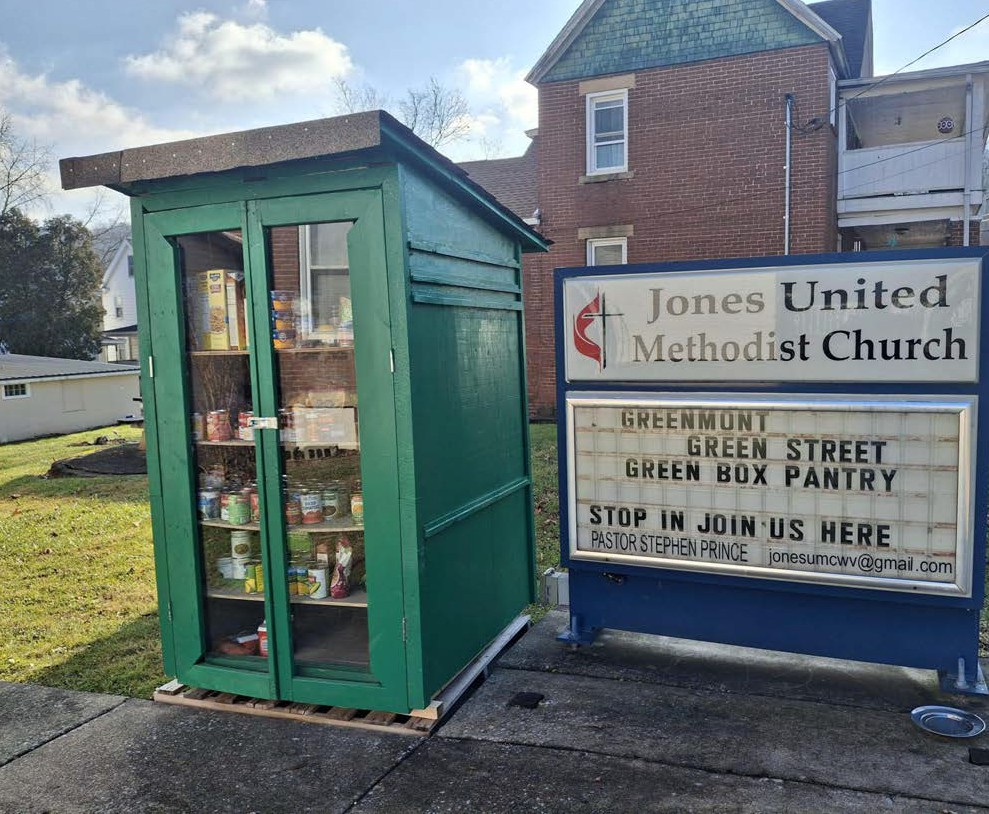 Jones United
Methodist Church
GREENMONT
GREEN STREET
GREEN BOX PANTRY
STOP IN JOIN US HERE
PASTOR STEPHEN PRINCE jonesumcwv@gmail.com